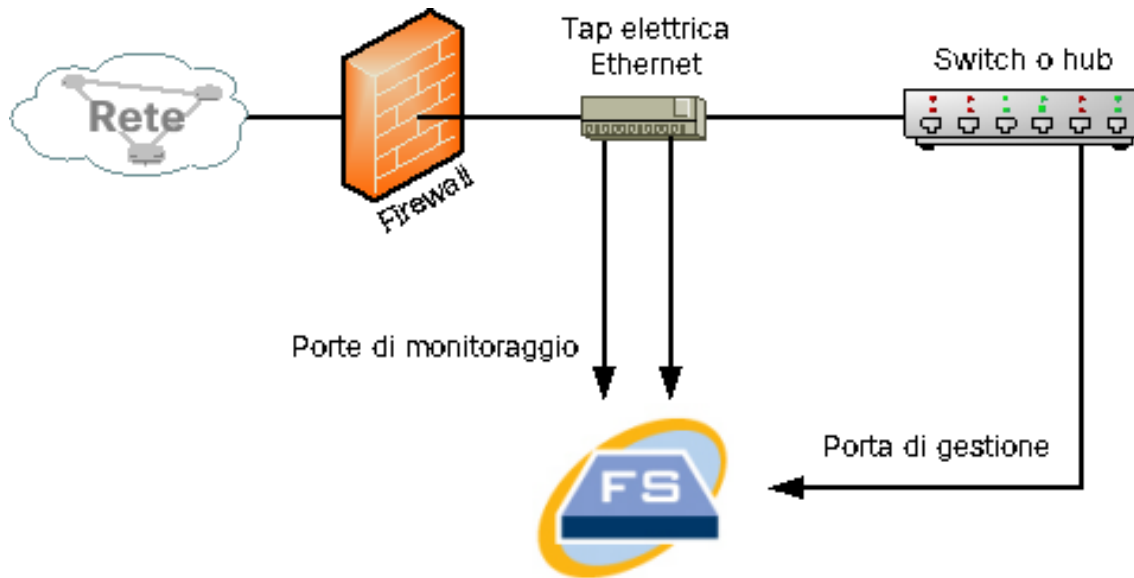 Tap elettrica
Ethernet
Switch o hub
Rete
Firewall
Porte di monitoraggio
Porta di gestione
FS